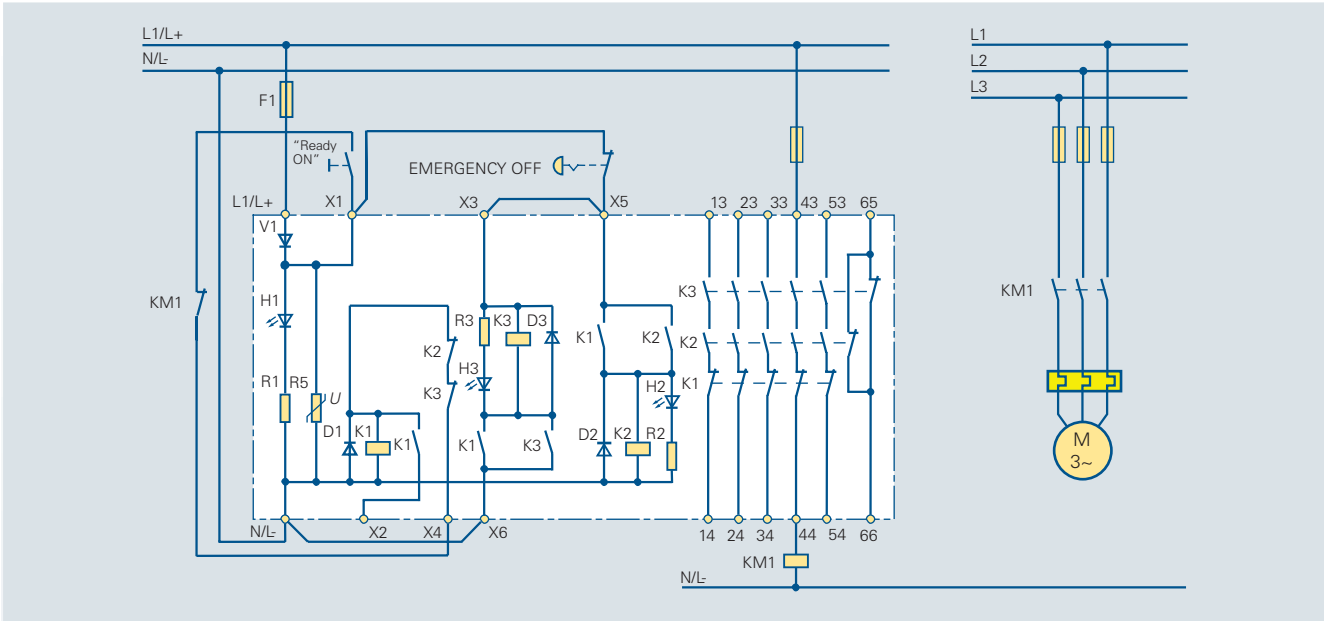 L1/L+
N/L-
F1
"Ready
ON"
EMERGENCY OFF
L1/L+
X1
X3
X5
13
23
33
43
53
65
L1
L2
L3
V1
KM1
H1
R1
R5
U
D1
K1
K1
K2
K3
R3
K3
D3
H3
K1
K3
K1
K2
H2
D2
K2
R2
K3
K2
K1
KM1
M
3~
N/L-
X2
X4
X6
14
24
34
44
54
66
KM1
N/L-